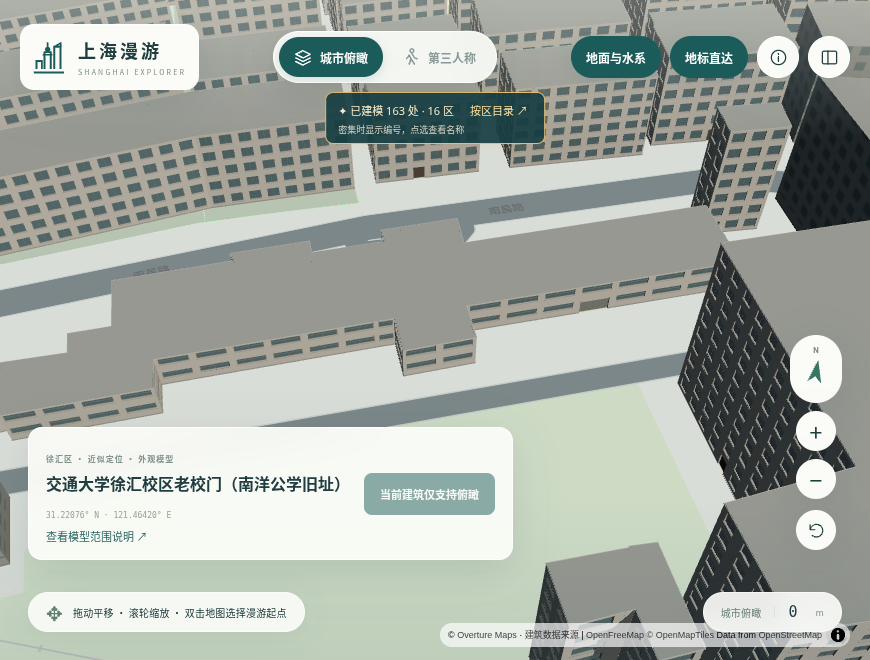 上海漫游
SHANGHAI EXPLORER
城市俯瞰
第三人称
地面与水系
地标直达
✦ 已建模 163 处 · 16 区 按区目录 ↗
密集时显示编号，点选查看名称
N
+
−
徐汇区 · 近似定位 · 外观模型
交通大学徐汇校区老校门（南洋公学旧址）
当前建筑仅支持俯瞰
31.22076° N · 121.46420° E
查看模型范围说明 ↗
拖动平移 · 滚轮缩放 · 双击地图选择漫游起点
城市俯瞰 0 m
© Overture Maps · 建筑数据来源 | OpenFreeMap © OpenMapTiles Data from OpenStreetMap